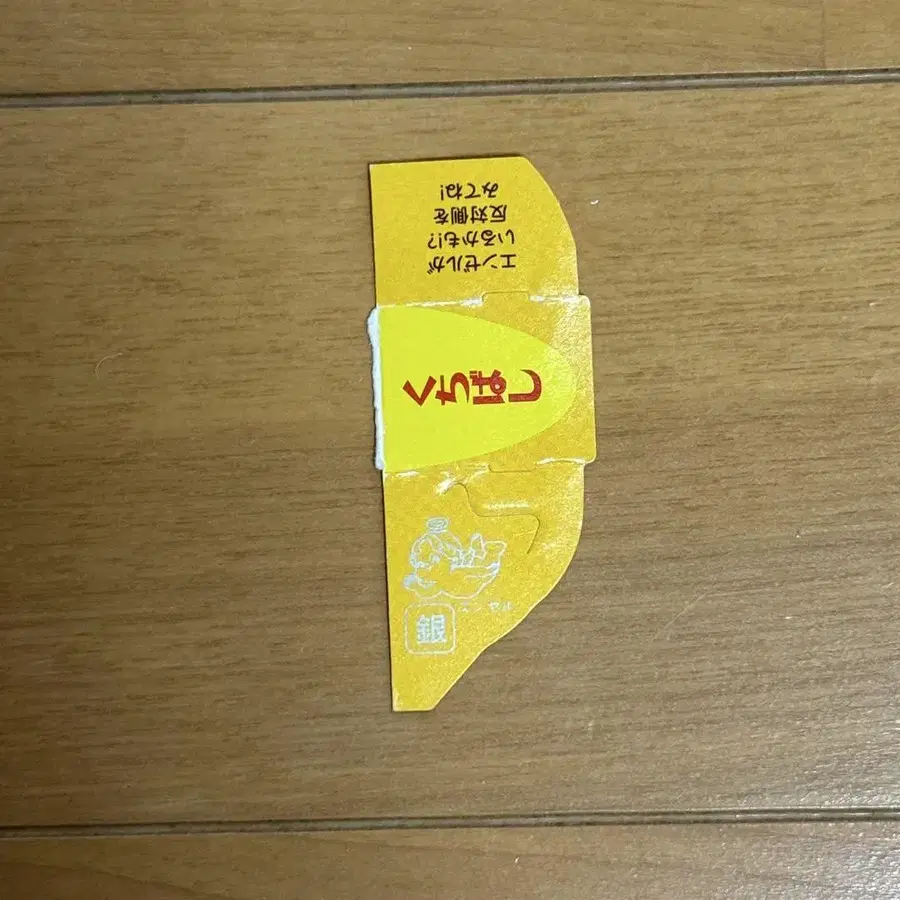 エンゼルが
いるかも!?
反対側を
みてね!
くちばし
銀